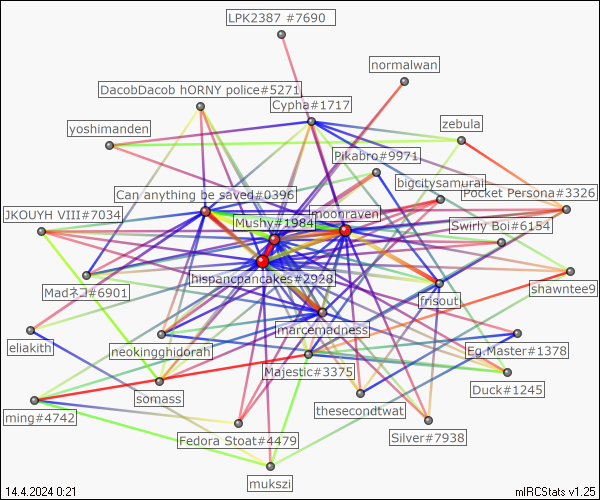 LPK2387 #7690
normalwan
DacobDacob hORNY police#5271
Cypha#1717
zebula
yoshimanden
Pikabro#9971
bigcitysamurai
Can anything be saved#0396
Pocket Persona#3326
JKOUYH VIII#7034
moonraven
Mushy#1984
Swirly Boi#6154
hispancpancakes#2928
shawntee9
Madネコ#6901
frisout
marcemadness
eliakith
neokingghidorah
Eg.Master#1378
Majestic#3375
somass
Duck#1245
ming#4742
thesecondtwat
Fedora Stoat#4479
Silver#7938
mukszi
14.4.2024 0:21
mIRCStats v1.25